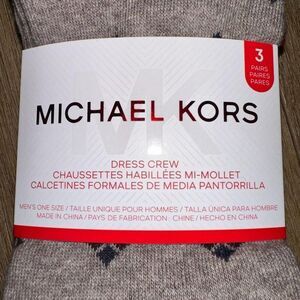 3
PAIRS
PAIRES
PARES
MICHAEL KORS
DRESS CREW
CHAUSSETTES HABILLÉES MI-MOLLET
CALCETINES FORMALES DE MEDIA PANTORRILLA
MEN'S ONE SIZE / TAILLE UNIQUE POUR HOMMES / TALLA ÚNICA PARA HOMBRE
MADE IN CHINA / PAYS DE FABRICATION : CHINE / HECHO EN CHINA